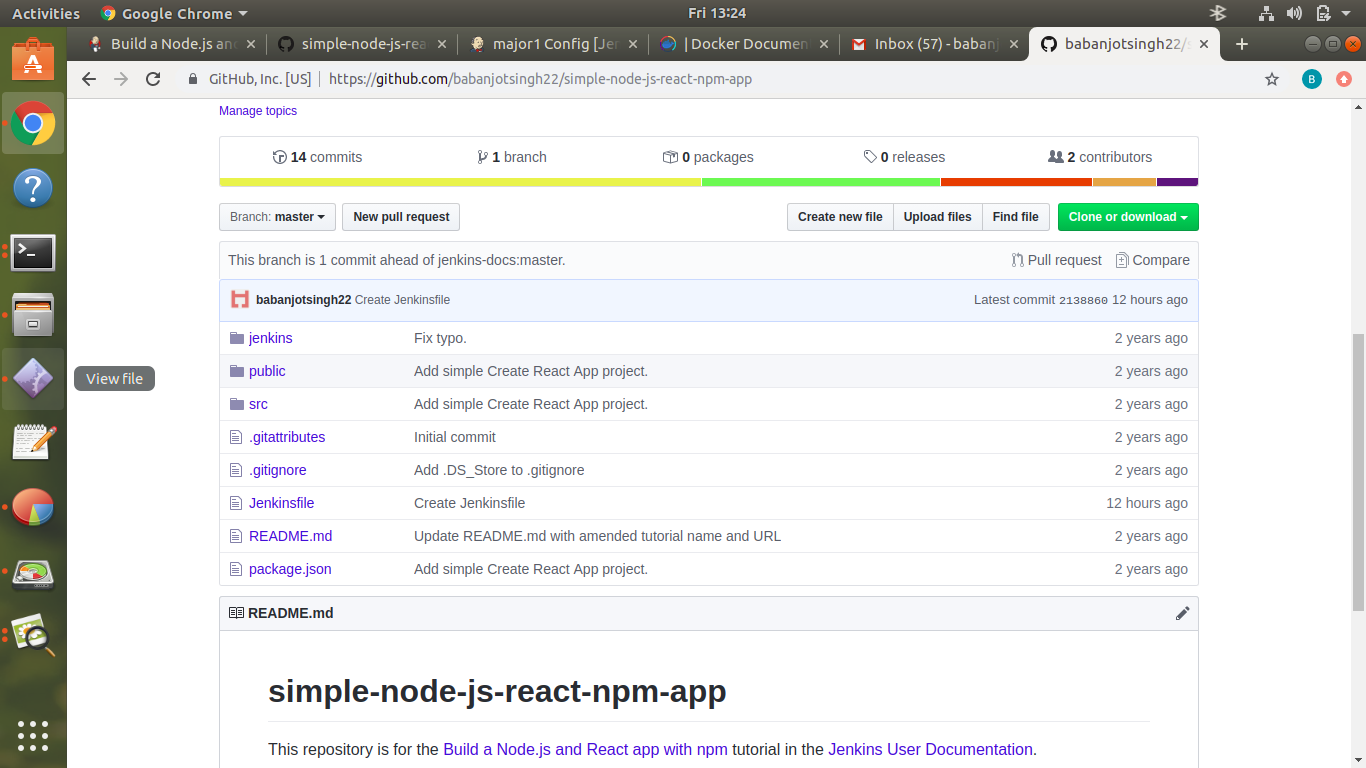 Activities Google Chrome Fri 13:24
Build a Node.js an simple-node-js-rea major1 Config [Je | Docker Documen Inbox (57) - babanj babanjotsingh22/s
GitHub, Inc. [US] https://github.com/babanjotsingh22/simple-node-js-react-npm-app B
Manage topics
14 commits 1 branch 0 packages 0 releases 2 contributors
Branch: master New pull request Create new file Upload files Find file Clone or download
This branch is 1 commit ahead of jenkins-docs:master. Pull request Compare
babanjotsingh22 Create Jenkinsfile Latest commit 2138860 12 hours ago
jenkins Fix typo. 2 years ago
public Add simple Create React App project. 2 years ago
View file
src Add simple Create React App project. 2 years ago
.gitattributes Initial commit 2 years ago
.gitignore Add .DS_Store to .gitignore 2 years ago
Jenkinsfile Create Jenkinsfile 12 hours ago
README.md Update README.md with amended tutorial name and URL 2 years ago
package.json Add simple Create React App project. 2 years ago
README.md
simple-node-js-react-npm-app
This repository is for the Build a Node.js and React app with npm tutorial in the Jenkins User Documentation.